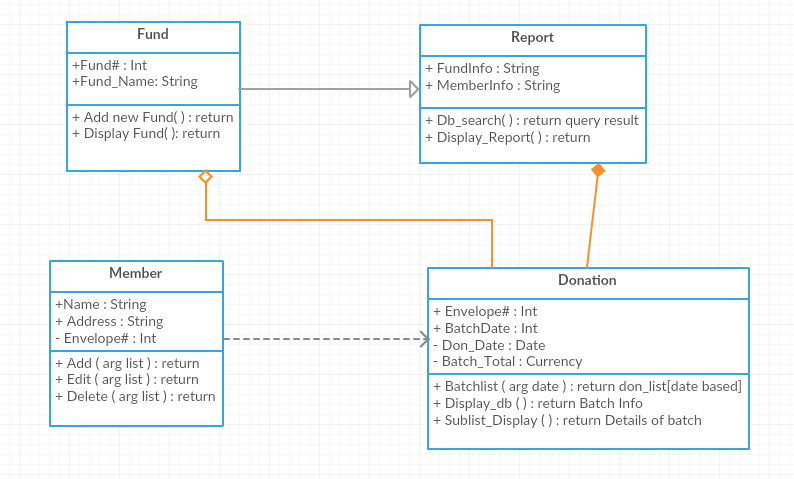 Fund
+Fund# : Int
+Fund_Name: String
+ Add new Fund( ) : return
+ Display Fund( ): return
Report
+ FundInfo : String
+ MemberInfo : String
+ Db_search( ) : return query result
+ Display_Report( ) : return
Member
+Name : String
+ Address : String
- Envelope# : Int
+ Add ( arg list ) : return
+ Edit ( arg list ) : return
+ Delete ( arg list ) : return
Donation
+ Envelope# : Int
+ BatchDate : Int
- Don_Date : Date
- Batch_Total : Currency
+ Batchlist ( arg date ) : return don_list[date based]
+ Display_db ( ) : return Batch Info
+ Sublist_Display ( ) : return Details of batch